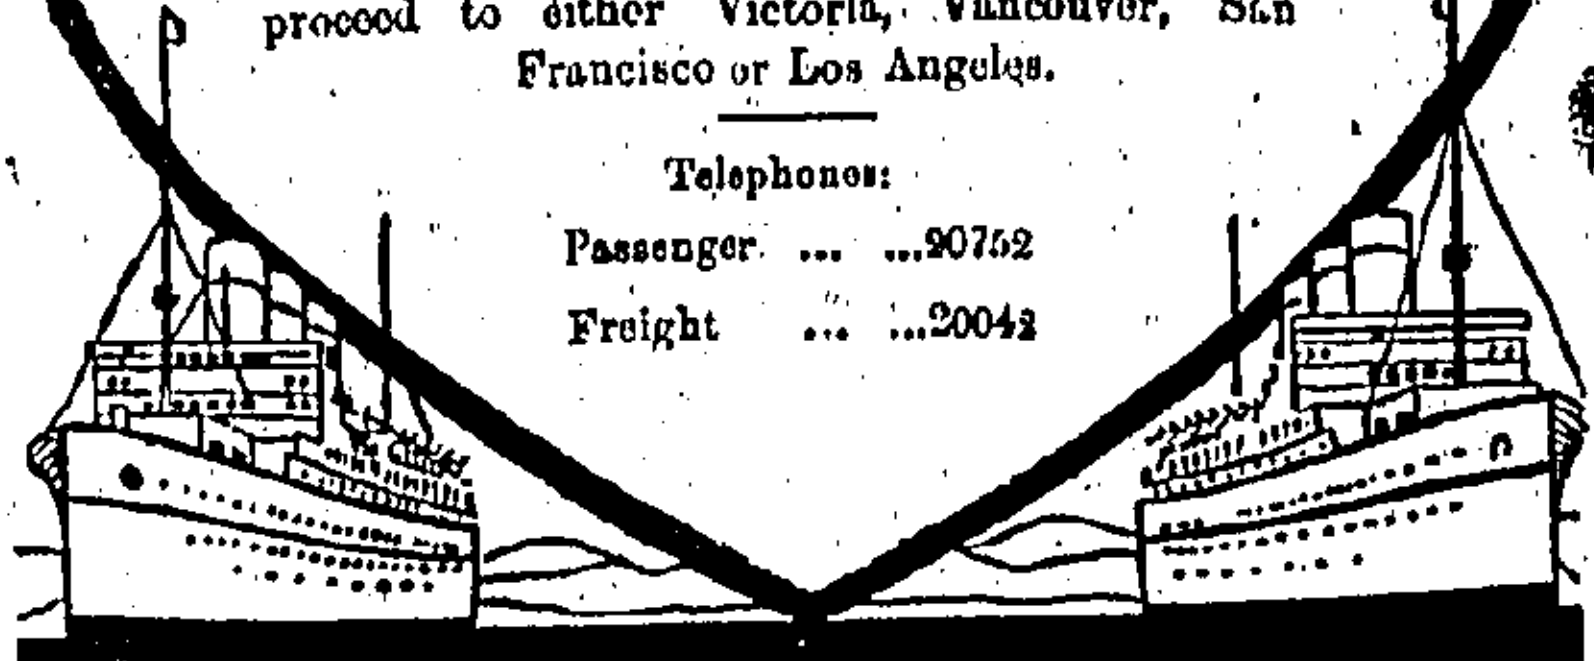 proceed to either Victoria, Vancouver, San
Francisco or Los Angeles.
Telephones:
Passenger ... ...20752
Freight ... ...20042